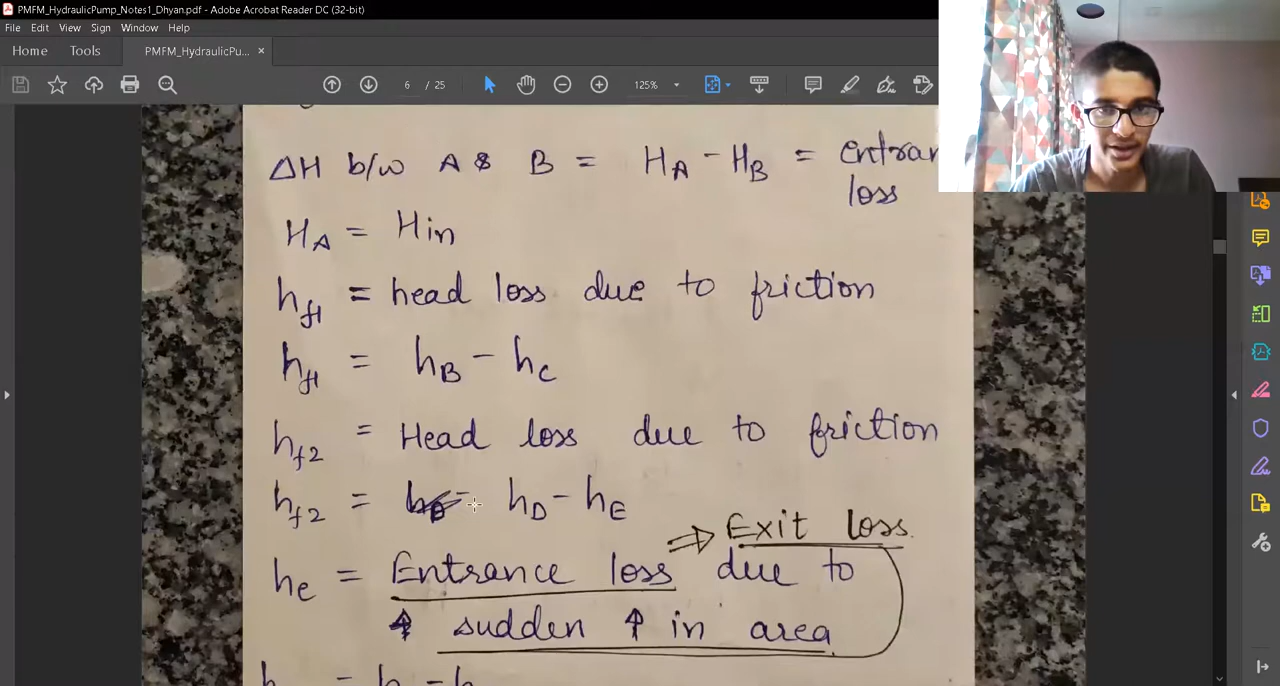 PMFM_HydraulicPump_Notes1_Dhyan.pdf - Adobe Acrobat Reader DC (32-bit)
File Edit View Sign Window Help
Home Tools PMFM_HydraulicPu... ×
6 / 25 125%
ΔH b/w A & B = HA - HB = entran
loss
HA = Hin
hf1 = head loss due to friction
hf1 = hB - hC
hf2 = Head loss due to friction
hf2 = hD - hE
⇒ Exit loss.
he = Entrance loss due to
sudden ↑ in area